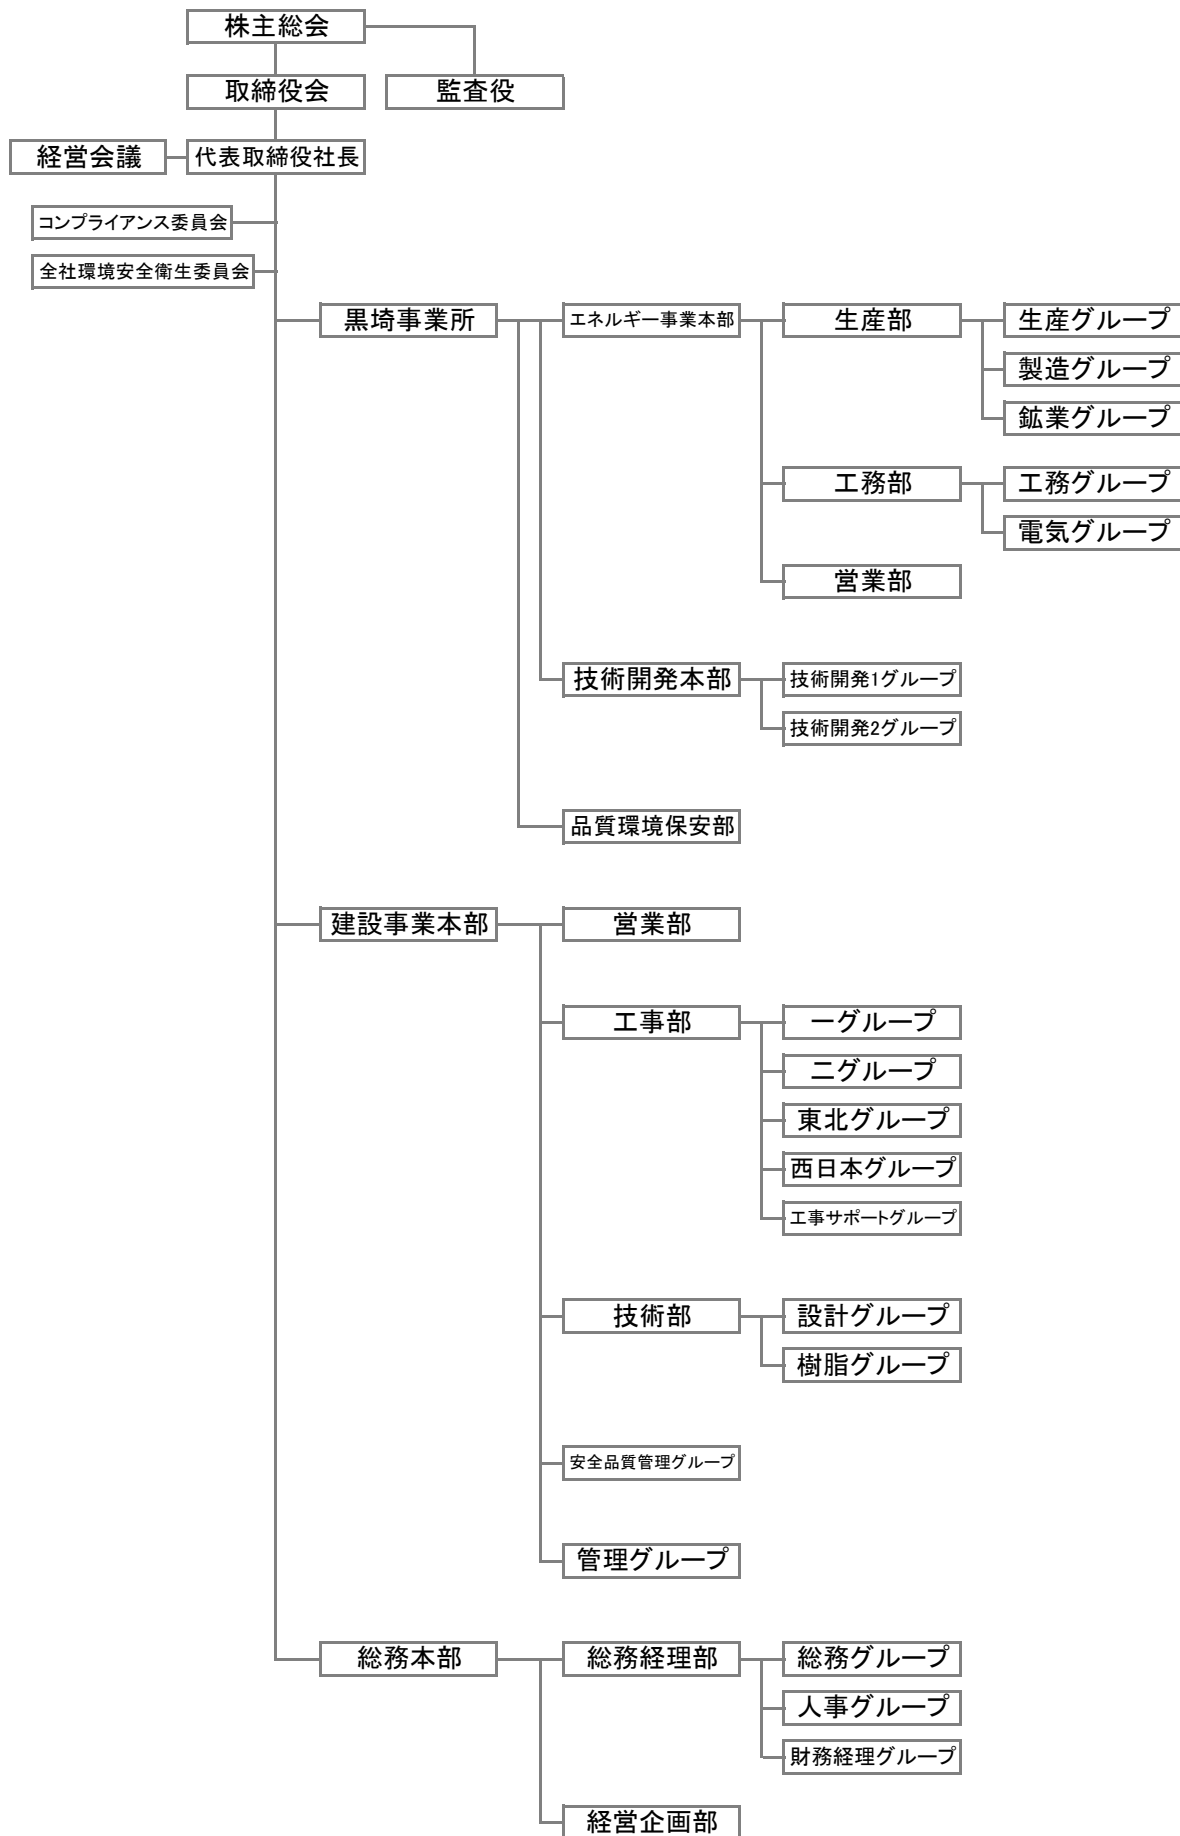 株主総会
取締役会
監査役
経営会議
代表取締役社長
コンプライアンス委員会
全社環境安全衛生委員会
黒埼事業所
エネルギー事業本部
生産部
生産グループ
製造グループ
鉱業グループ
工務部
工務グループ
電気グループ
営業部
技術開発本部
技術開発1グループ
技術開発2グループ
品質環境保安部
建設事業本部
営業部
工事部
一グループ
二グループ
東北グループ
西日本グループ
工事サポートグループ
技術部
設計グループ
樹脂グループ
安全品質管理グループ
管理グループ
総務本部
総務経理部
総務グループ
人事グループ
財務経理グループ
経営企画部